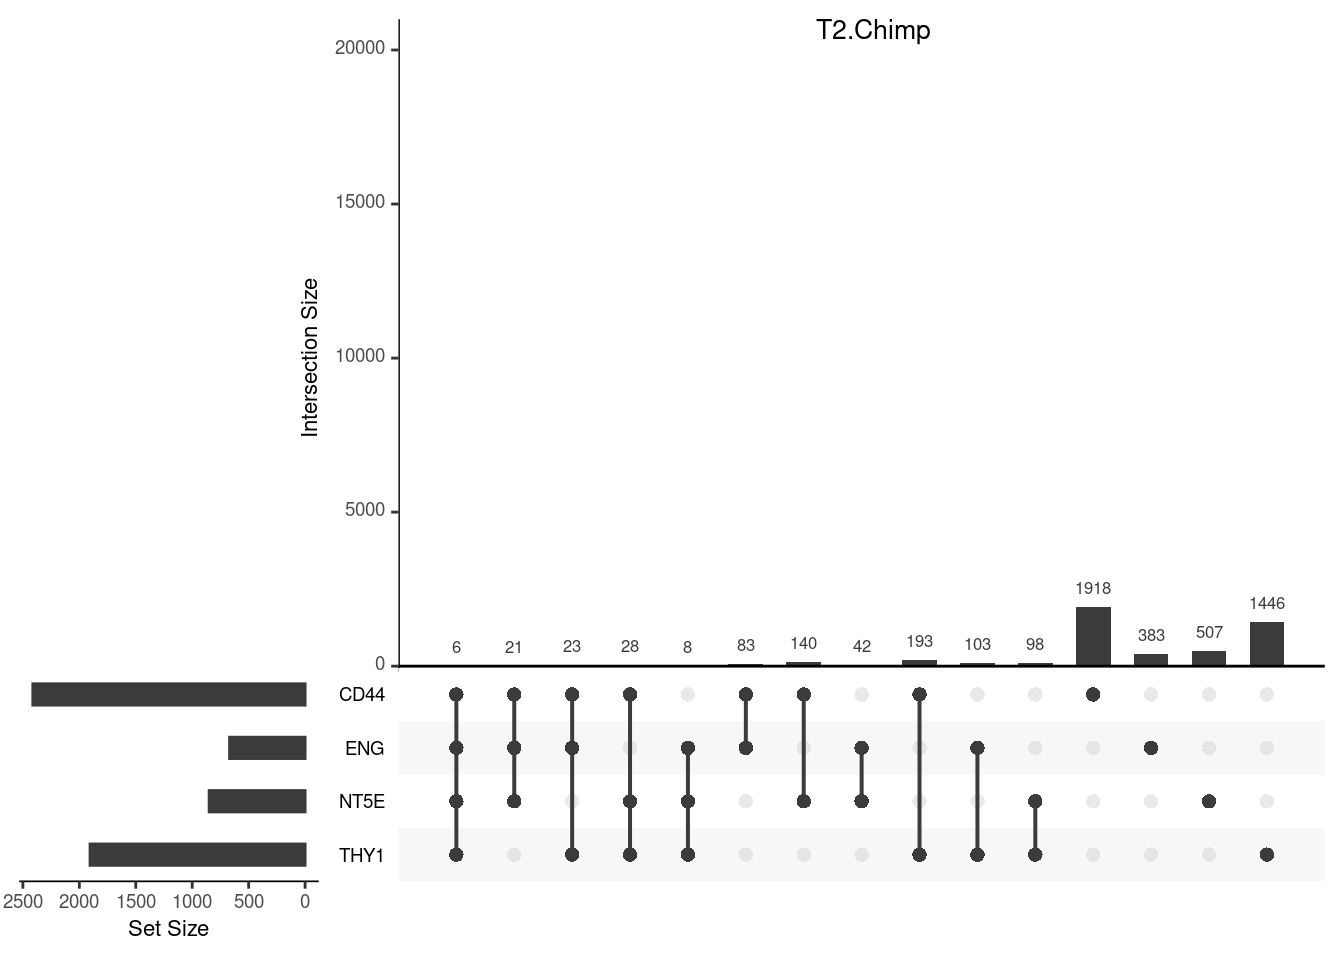 T2.Chimp
20000
15000
10000
5000
0
Intersection Size
6 21 23 28 8 83 140 42 193 103 98 1918 383 507 1446
CD44
ENG
NT5E
THY1
2500 2000 1500 1000 500 0
Set Size